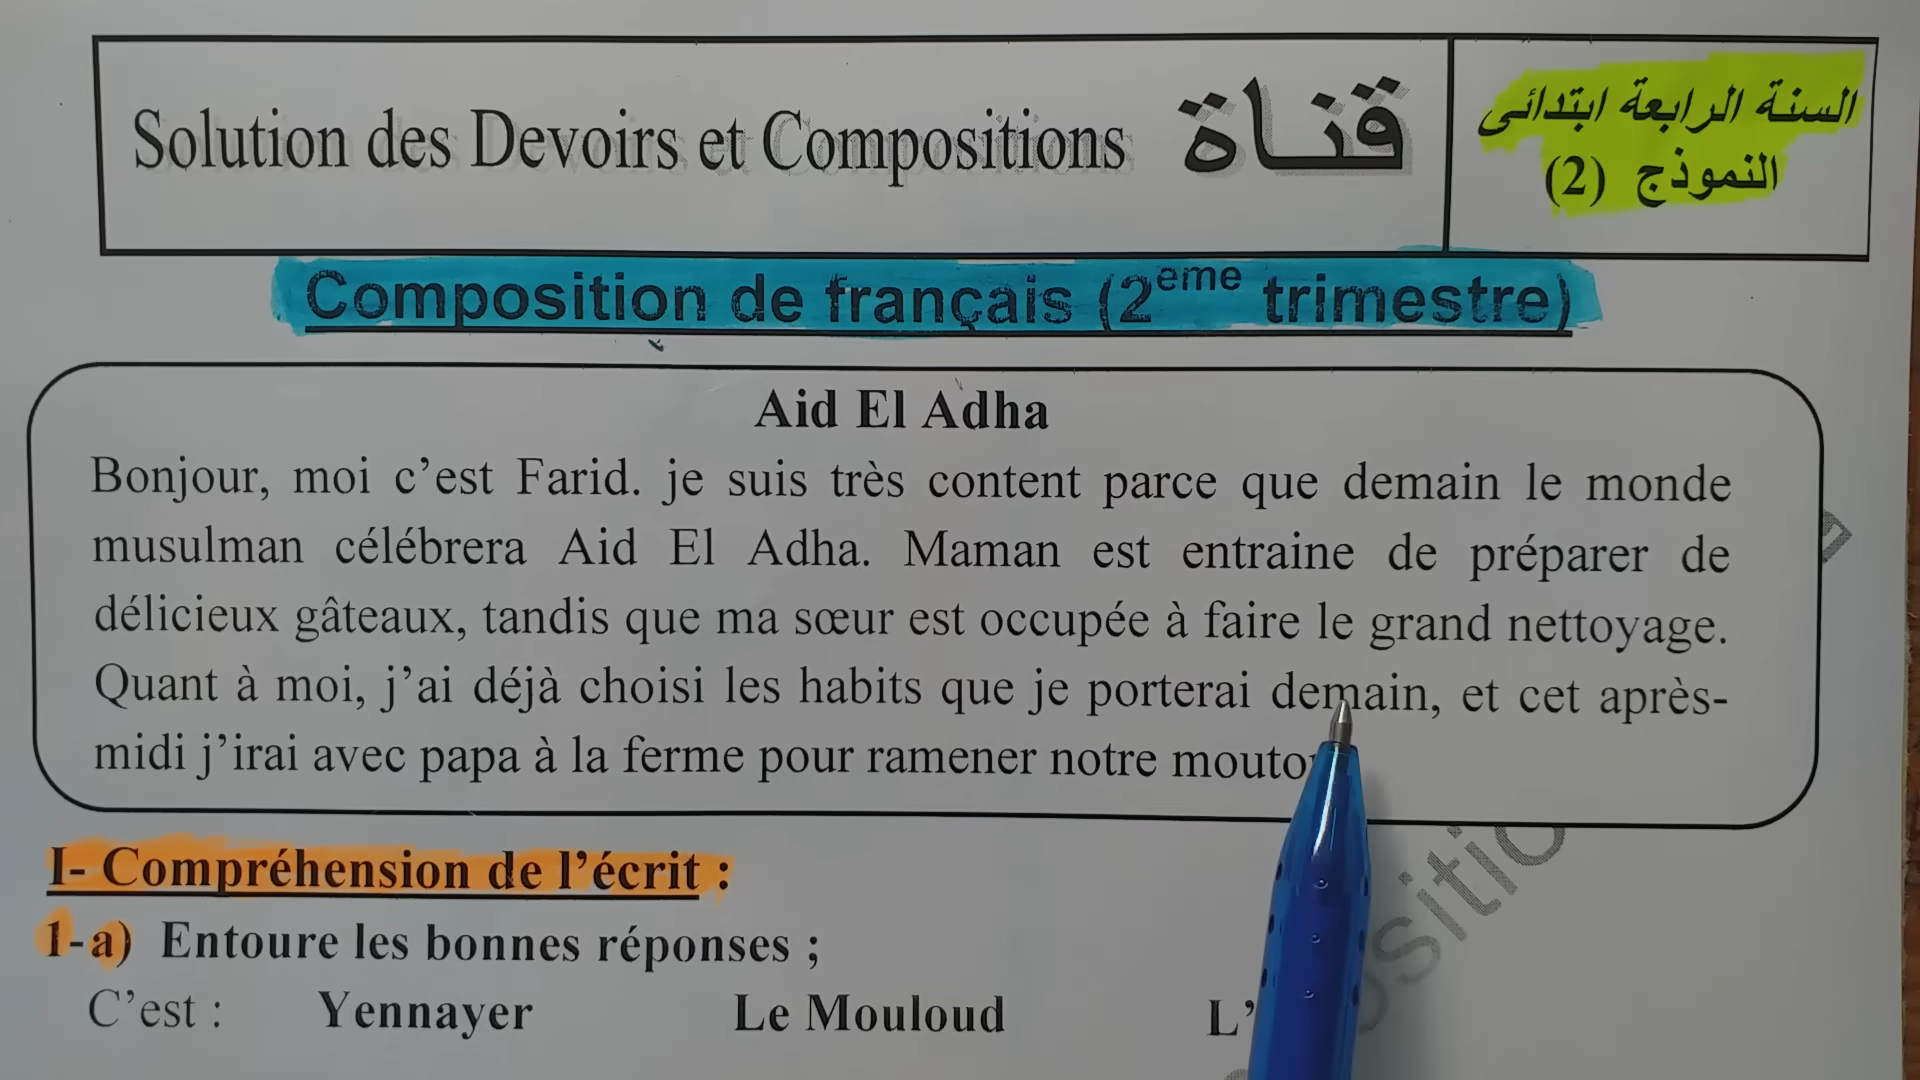 Solution des Devoirs et Compositions قناة
السنة الرابعة ابتدائي
النموذج (2)
Composition de français (2eme trimestre)
Aid El Adha
Bonjour, moi c’est Farid. je suis très content parce que demain le monde
musulman célébrera Aid El Adha. Maman est entraine de préparer de
délicieux gâteaux, tandis que ma sœur est occupée à faire le grand nettoyage.
Quant à moi, j’ai déjà choisi les habits que je porterai demain, et cet après-
midi j’irai avec papa à la ferme pour ramener notre mouton
I- Compréhension de l’écrit :
1-a) Entoure les bonnes réponses ;
C’est : Yennayer Le Mouloud L’